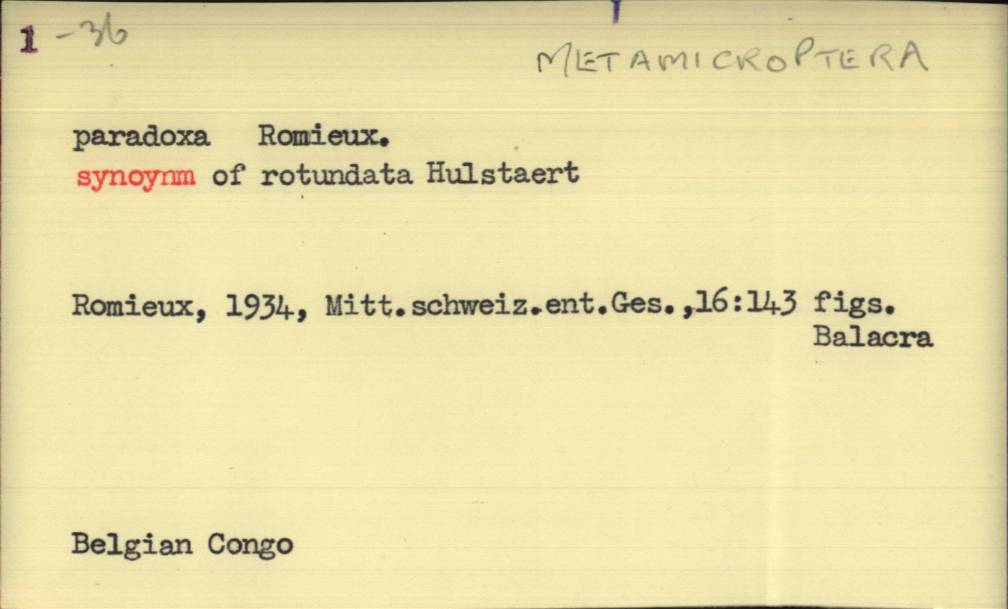 1 - 36
METAMICROPTERA
paradoxa Romieux.
synoynm of rotundata Hulstaert
Romieux, 1934, Mitt.schweiz.ent.Ges.,16:143 figs.
Balacra
Belgian Congo